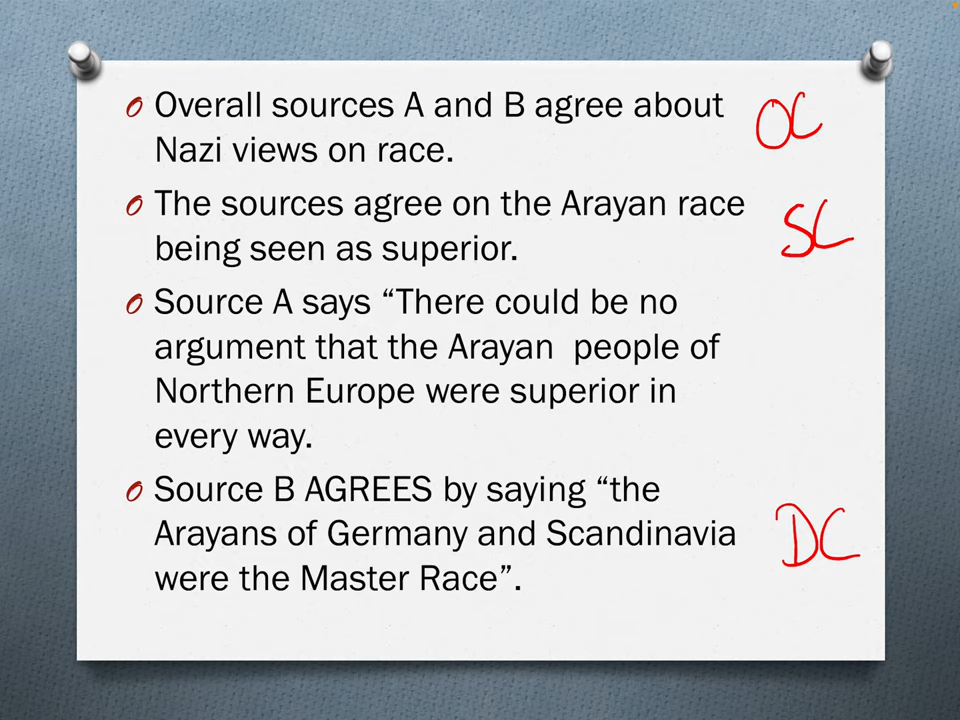 Overall sources A and B agree about OC
Nazi views on race.
The sources agree on the Arayan race SC
being seen as superior.
Source A says “There could be no
argument that the Arayan people of
Northern Europe were superior in
every way.
Source B AGREES by saying “the
Arayans of Germany and Scandinavia DC
were the Master Race”.